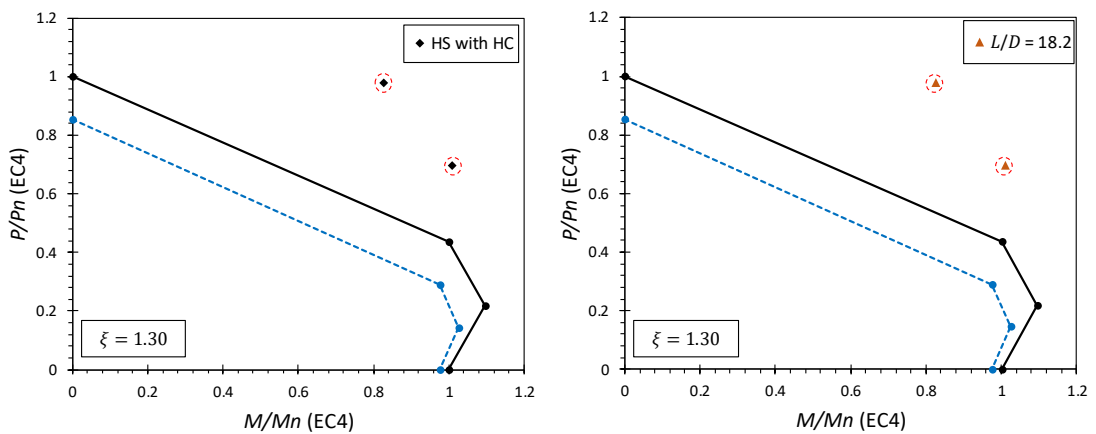 1.2
1
0.8
0.6
0.4
0.2
0
P/Pn (EC4)
◆ HS with HC
ξ = 1.30
0 0.2 0.4 0.6 0.8 1 1.2
M/Mn (EC4)
1.2
1
0.8
0.6
0.4
0.2
0
P/Pn (EC4)
▲ L/D = 18.2
ξ = 1.30
0 0.2 0.4 0.6 0.8 1 1.2
M/Mn (EC4)